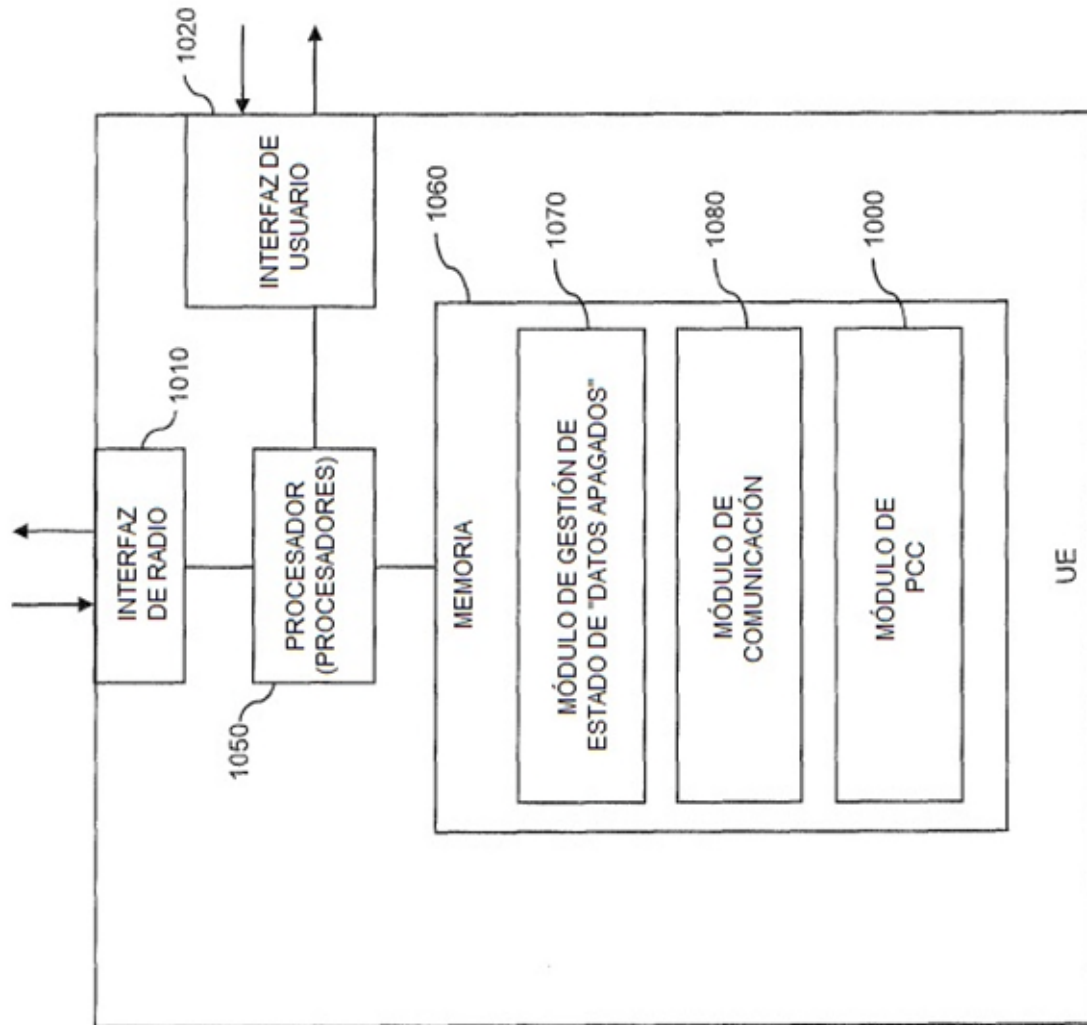 1010
INTERFAZ
DE RADIO
1020
INTERFAZ DE
USUARIO
PROCESADOR
(PROCESADORES)
1050
1060
MEMORIA
1070
MÓDULO DE GESTIÓN DE
ESTADO DE "DATOS APAGADOS"
1080
MÓDULO DE
COMUNICACIÓN
1000
MÓDULO DE
PCC
UE